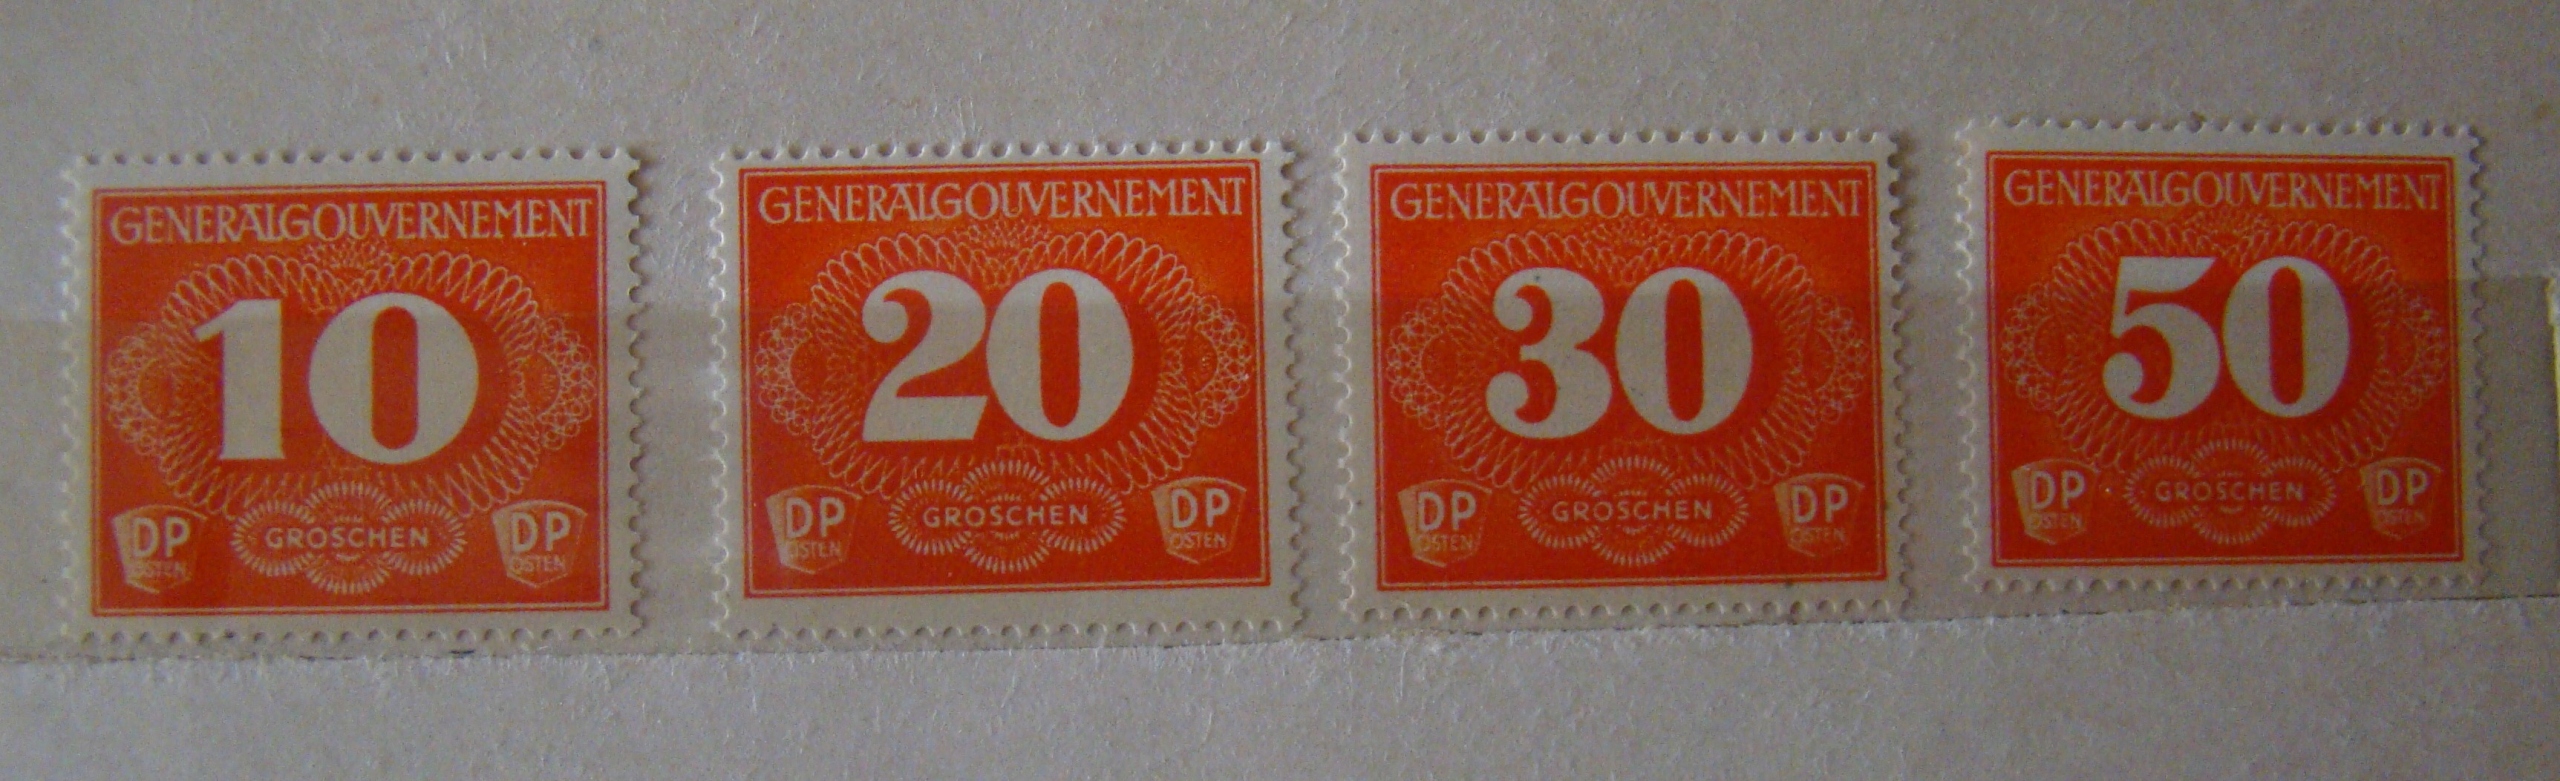 GENERALGOUVERNEMENT
10
DP OSTEN GROSCHEN DP OSTEN
GENERALGOUVERNEMENT
20
DP OSTEN GROSCHEN DP OSTEN
GENERALGOUVERNEMENT
30
DP OSTEN GROSCHEN DP OSTEN
GENERALGOUVERNEMENT
50
DP OSTEN GROSCHEN DP OSTEN